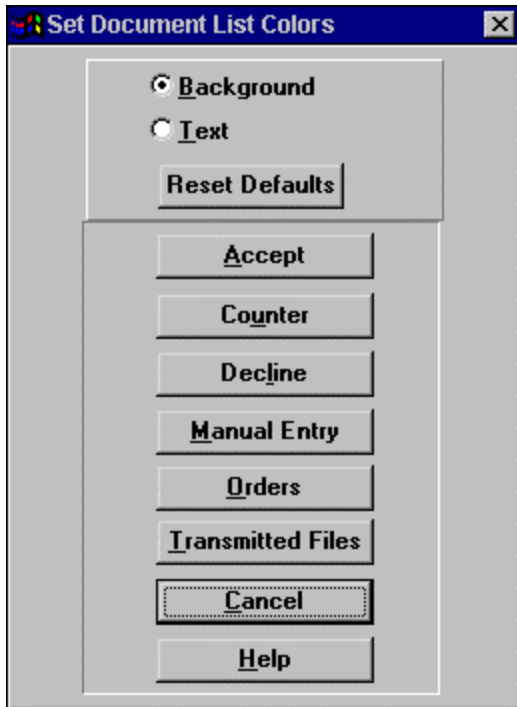 Set Document List Colors
Background
Text
Reset Defaults
Accept
Counter
Decline
Manual Entry
Orders
Transmitted Files
Cancel
Help